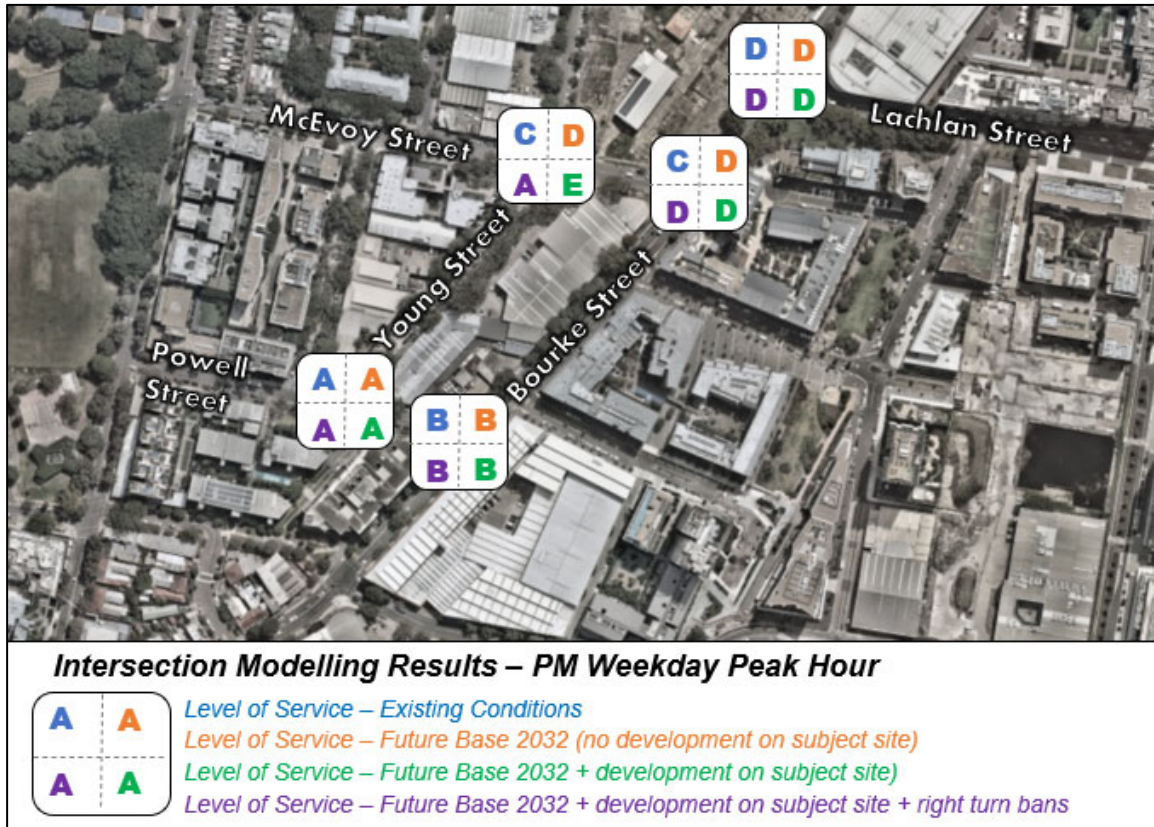 D D
D D
Lachlan Street
McEvoy Street
C D
A E
C D
D D
Young Street
Bourke Street
Powell
Street
A A
A A
B B
B B
Intersection Modelling Results – PM Weekday Peak Hour
A A
A A
Level of Service – Existing Conditions
Level of Service – Future Base 2032 (no development on subject site)
Level of Service – Future Base 2032 + development on subject site)
Level of Service – Future Base 2032 + development on subject site + right turn bans